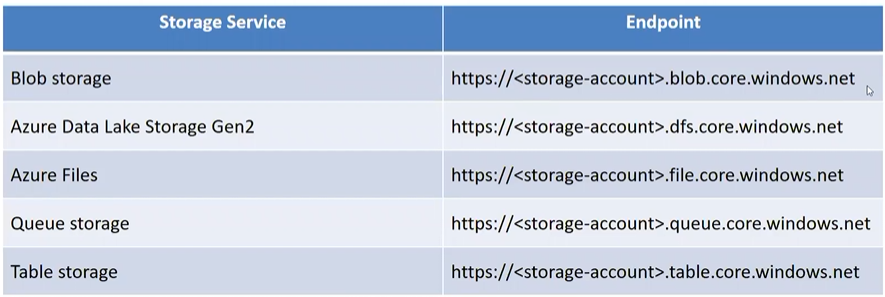 Storage Service Endpoint
Blob storage https://<storage-account>.blob.core.windows.net
Azure Data Lake Storage Gen2 https://<storage-account>.dfs.core.windows.net
Azure Files https://<storage-account>.file.core.windows.net
Queue storage https://<storage-account>.queue.core.windows.net
Table storage https://<storage-account>.table.core.windows.net